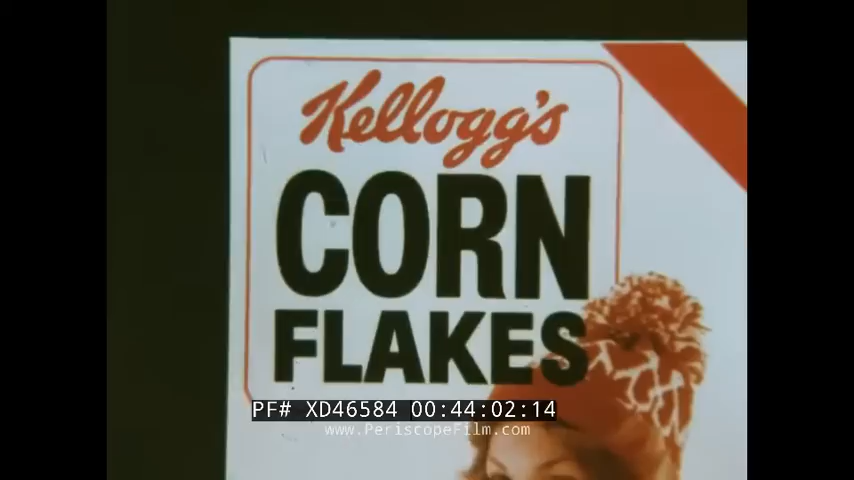 Kellogg's
CORN
FLAKES
PF# XD46584 00:44:02:14
www.PeriscopeFilm.com